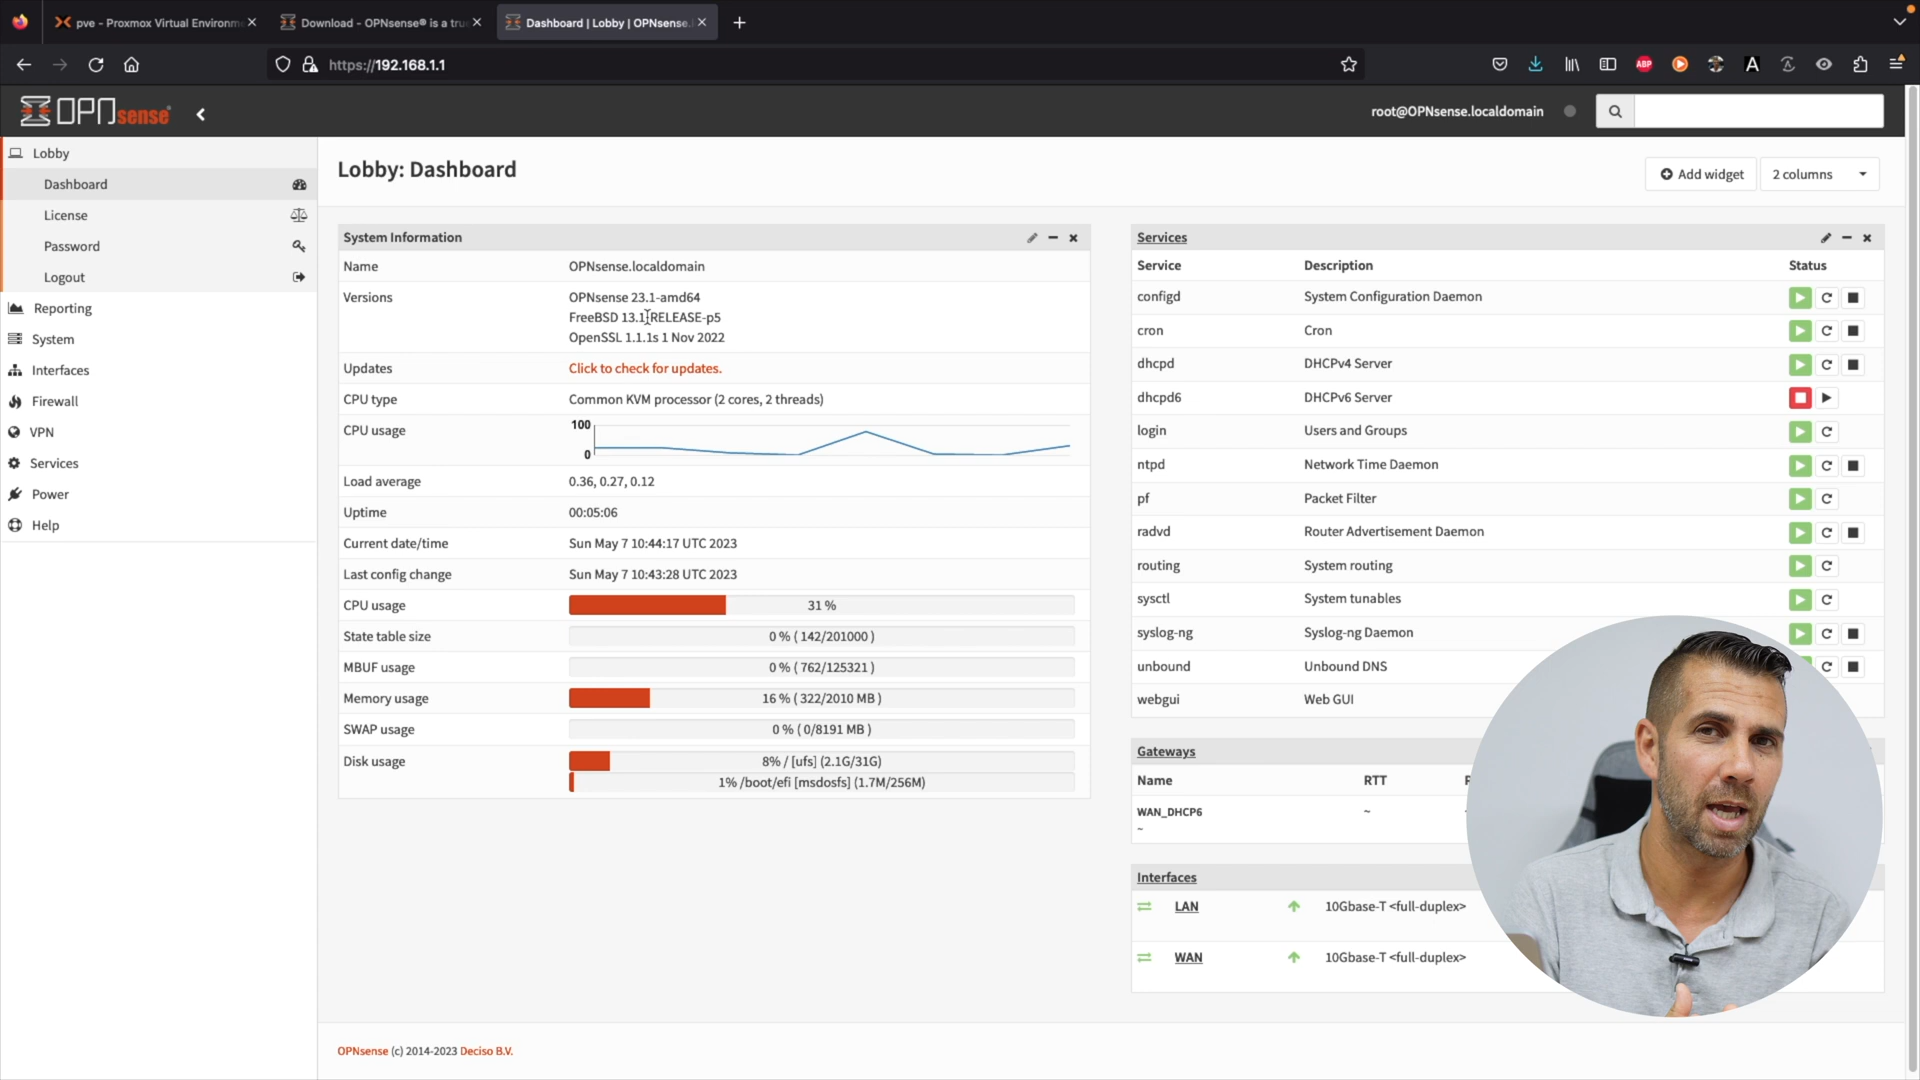 pve - Proxmox Virtual Environm
Download - OPNsense® is a tru
Dashboard | Lobby | OPNsense.
https://192.168.1.1
ABP
A
OPNsense®
root@OPNsense.localdomain
Lobby
Dashboard
License
Password
Logout
Reporting
System
Interfaces
Firewall
VPN
Services
Power
Help
Lobby: Dashboard
Add widget
2 columns
System Information
Name OPNsense.localdomain
Versions OPNsense 23.1-amd64
FreeBSD 13.1-RELEASE-p5
OpenSSL 1.1.1s 1 Nov 2022
Updates Click to check for updates.
CPU type Common KVM processor (2 cores, 2 threads)
CPU usage 100
0
Load average 0.36, 0.27, 0.12
Uptime 00:05:06
Current date/time Sun May 7 10:44:17 UTC 2023
Last config change Sun May 7 10:43:28 UTC 2023
CPU usage 31 %
State table size 0 % ( 142/201000 )
MBUF usage 0 % ( 762/125321 )
Memory usage 16 % ( 322/2010 MB )
SWAP usage 0 % ( 0/8191 MB )
Disk usage 8% / [ufs] (2.1G/31G)
1% /boot/efi [msdosfs] (1.7M/256M)
Services
Service Description Status
configd System Configuration Daemon
cron Cron
dhcpd DHCPv4 Server
dhcpd6 DHCPv6 Server
login Users and Groups
ntpd Network Time Daemon
pf Packet Filter
radvd Router Advertisement Daemon
routing System routing
sysctl System tunables
syslog-ng Syslog-ng Daemon
unbound Unbound DNS
webgui Web GUI
Gateways
Name RTT
WAN_DHCP6 ~
~
Interfaces
LAN 10Gbase-T <full-duplex>
WAN 10Gbase-T <full-duplex>
OPNsense (c) 2014-2023 Deciso B.V.